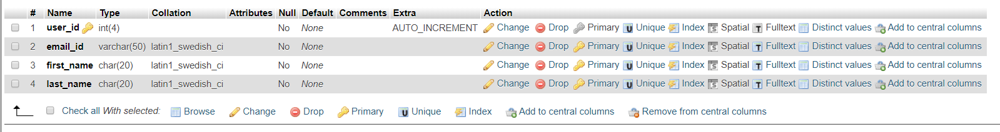 # Name Type Collation Attributes Null Default Comments Extra Action
1 user_id int(4) No None AUTO_INCREMENT Change Drop Primary Unique Index Spatial Fulltext Distinct values Add to central columns
2 email_id varchar(50) latin1_swedish_ci No None Change Drop Primary Unique Index Spatial Fulltext Distinct values Add to central columns
3 first_name char(20) latin1_swedish_ci No None Change Drop Primary Unique Index Spatial Fulltext Distinct values Add to central columns
4 last_name char(20) latin1_swedish_ci No None Change Drop Primary Unique Index Spatial Fulltext Distinct values Add to central columns
Check all With selected: Browse Change Drop Primary Unique Index Add to central columns Remove from central columns